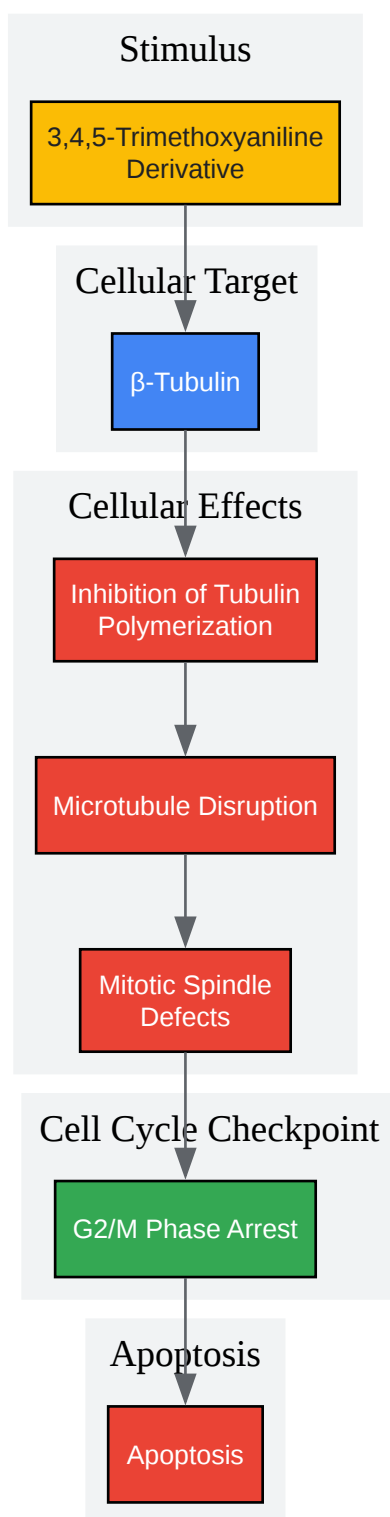 Stimulus
3,4,5-Trimethoxyaniline
Derivative
Cellular Target
β-Tubulin
Cellular Effects
Inhibition of Tubulin
Polymerization
Microtubule Disruption
Mitotic Spindle
Defects
Cell Cycle Checkpoint
G2/M Phase Arrest
Apoptosis
Apoptosis